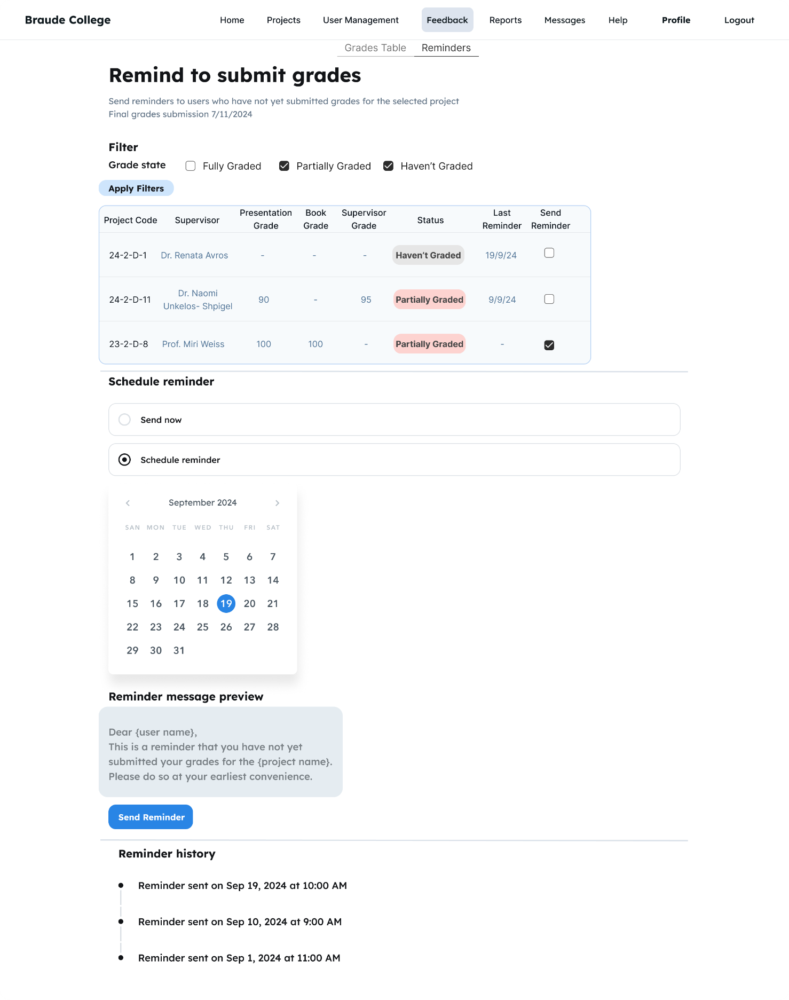 Braude College Home Projects User Management Feedback Reports Messages Help Profile Logout
Grades Table Reminders
Remind to submit grades
Send reminders to users who have not yet submitted grades for the selected project
Final grades submission 7/11/2024
Filter
Grade state Fully Graded Partially Graded Haven’t Graded
Apply Filters
Project Code Supervisor Presentation Grade Book Grade Supervisor Grade Status Last Reminder Send Reminder
24-2-D-1 Dr. Renata Avros - - - Haven’t Graded 19/9/24
24-2-D-11 Dr. Naomi Unkelos- Shpigel 90 - 95 Partially Graded 9/9/24
23-2-D-8 Prof. Miri Weiss 100 100 - Partially Graded -
Schedule reminder
Send now
Schedule reminder
September 2024
SAN MON TUE WED THU FRI SAT
1 2 3 4 5 6 7
8 9 10 11 12 13 14
15 16 17 18 19 20 21
22 23 24 25 26 27 28
29 30 31
Reminder message preview
Dear {user name},
This is a reminder that you have not yet
submitted your grades for the {project name}.
Please do so at your earliest convenience.
Send Reminder
Reminder history
Reminder sent on Sep 19, 2024 at 10:00 AM
Reminder sent on Sep 10, 2024 at 9:00 AM
Reminder sent on Sep 1, 2024 at 11:00 AM